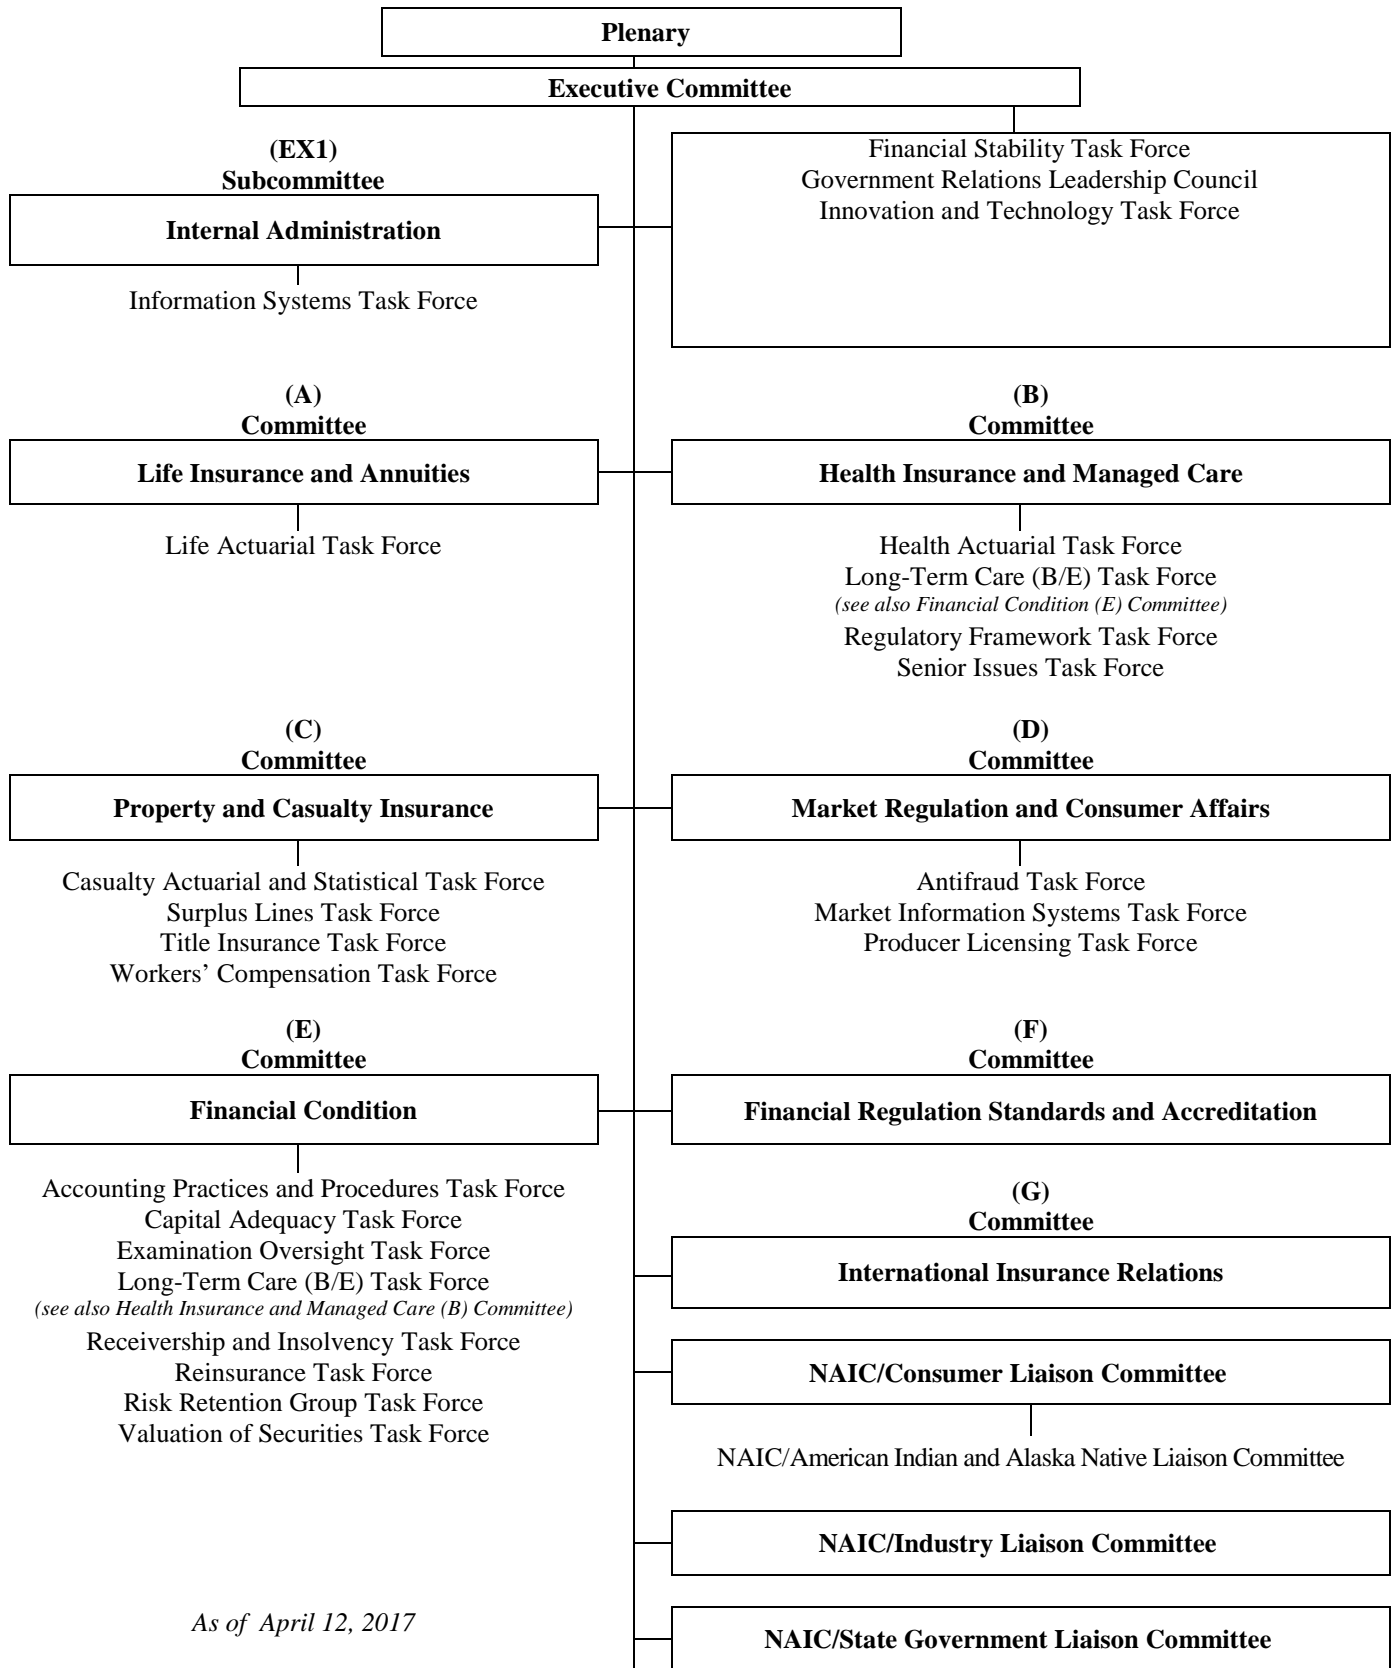 Plenary
Executive Committee
(EX1)
Subcommittee
Internal Administration
Information Systems Task Force
Financial Stability Task Force
Government Relations Leadership Council
Innovation and Technology Task Force
(A)
Committee
Life Insurance and Annuities
Life Actuarial Task Force
(B)
Committee
Health Insurance and Managed Care
Health Actuarial Task Force
Long-Term Care (B/E) Task Force
(see also Financial Condition (E) Committee)
Regulatory Framework Task Force
Senior Issues Task Force
(C)
Committee
Property and Casualty Insurance
Casualty Actuarial and Statistical Task Force
Surplus Lines Task Force
Title Insurance Task Force
Workers’ Compensation Task Force
(D)
Committee
Market Regulation and Consumer Affairs
Antifraud Task Force
Market Information Systems Task Force
Producer Licensing Task Force
(E)
Committee
Financial Condition
Accounting Practices and Procedures Task Force
Capital Adequacy Task Force
Examination Oversight Task Force
Long-Term Care (B/E) Task Force
(see also Health Insurance and Managed Care (B) Committee)
Receivership and Insolvency Task Force
Reinsurance Task Force
Risk Retention Group Task Force
Valuation of Securities Task Force
(F)
Committee
Financial Regulation Standards and Accreditation
(G)
Committee
International Insurance Relations
NAIC/Consumer Liaison Committee
NAIC/American Indian and Alaska Native Liaison Committee
NAIC/Industry Liaison Committee
NAIC/State Government Liaison Committee
As of April 12, 2017